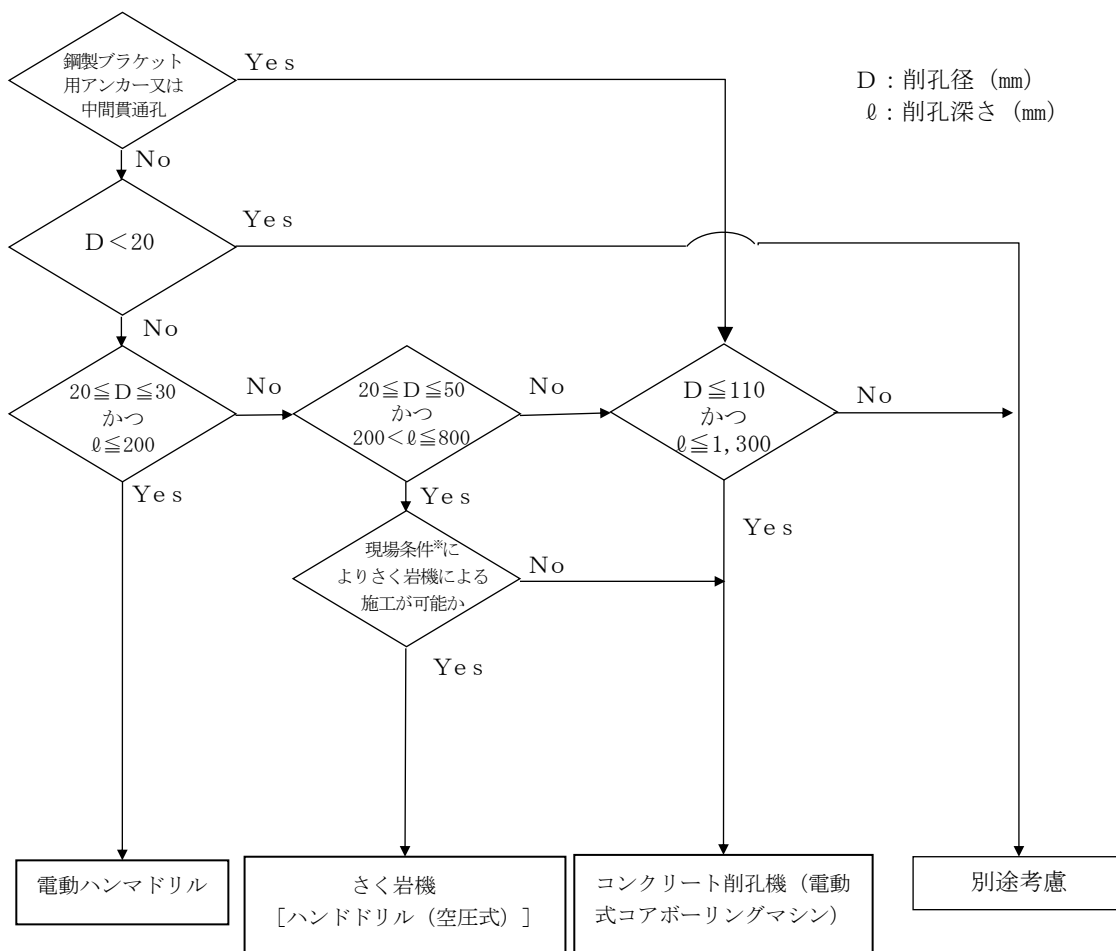 鋼製ブラケット
用アンカー又は
中間貫通孔
Yes
D：削孔径（㎜）
ℓ：削孔深さ（㎜）
No
D＜20
Yes
No
20≦D≦30
かつ
ℓ≦200
No
20≦D≦50
かつ
200＜ℓ≦800
No
D≦110
かつ
ℓ≦1,300
No
Yes
Yes
Yes
現場条件※に
よりさく岩機による
施工が可能か
No
Yes
電動ハンマドリル
さく岩機
［ハンドドリル（空圧式）］
コンクリート削孔機（電動
式コアボーリングマシン）
別途考慮